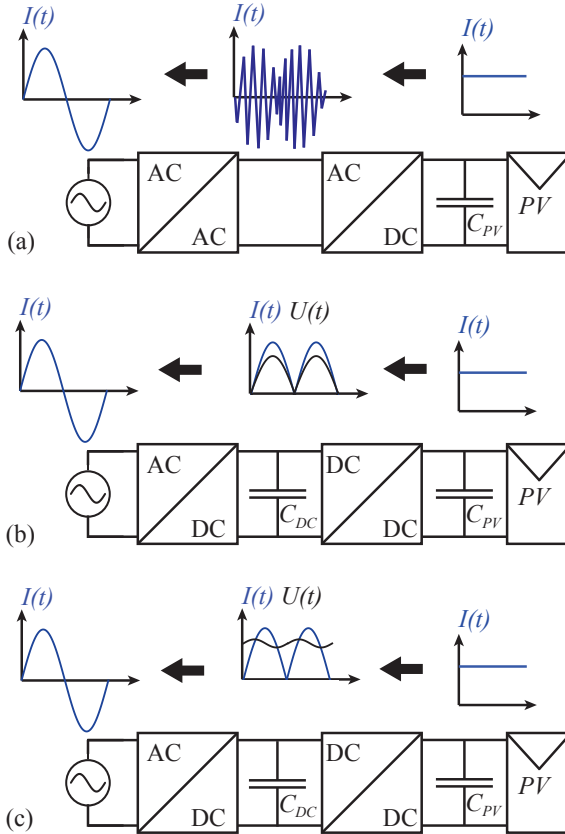 I(t)
I(t)
I(t)
AC
AC
AC
DC
C_PV
PV
(a)
I(t)
I(t) U(t)
I(t)
AC
DC
C_DC
DC
DC
C_PV
PV
(b)
I(t)
I(t) U(t)
I(t)
AC
DC
C_DC
DC
DC
C_PV
PV
(c)